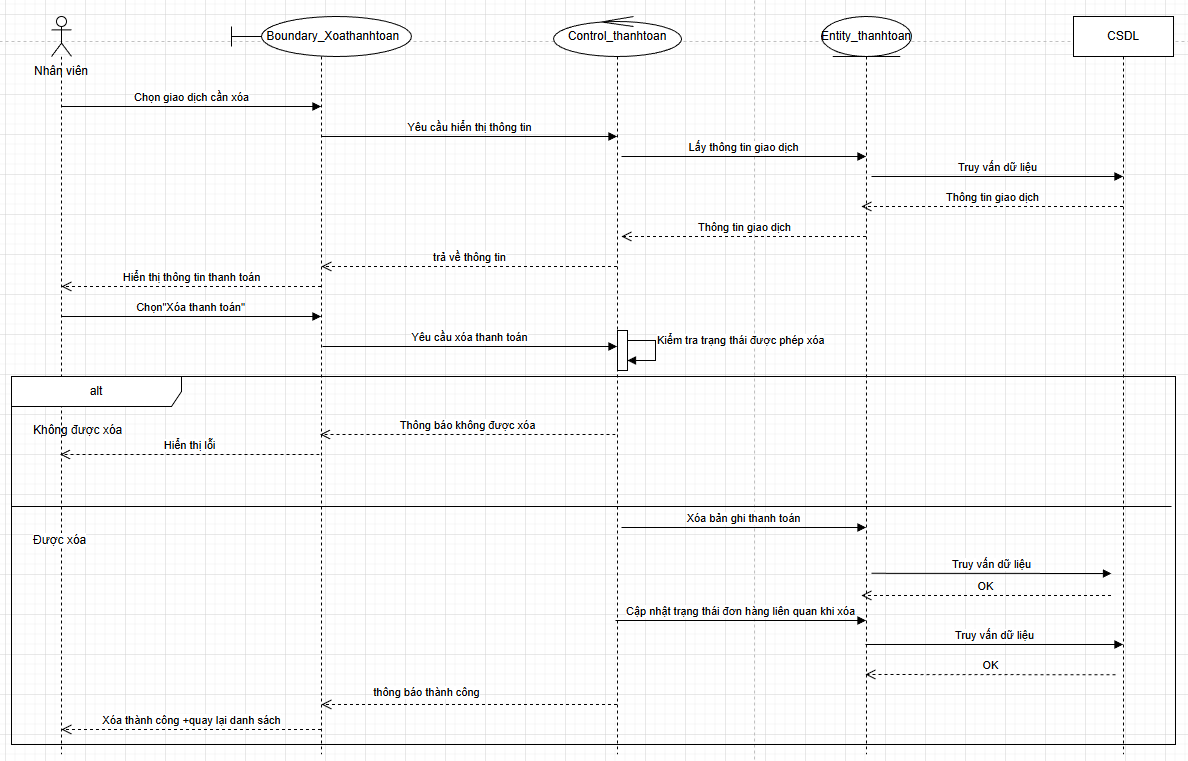 Boundary_Xoathanhtoan
Control_thanhtoan
Entity_thanhtoan
CSDL
Nhân viên
Chọn giao dịch cần xóa
Yêu cầu hiển thị thông tin
Lấy thông tin giao dịch
Truy vấn dữ liệu
Thông tin giao dịch
Thông tin giao dịch
trả về thông tin
Hiển thị thông tin thanh toán
Chọn"Xóa thanh toán"
Yêu cầu xóa thanh toán
Kiểm tra trạng thái được phép xóa
alt
Không được xóa
Thông báo không được xóa
Hiển thị lỗi
Xóa bản ghi thanh toán
Được xóa
Truy vấn dữ liệu
OK
Cập nhật trạng thái đơn hàng liên quan khi xóa
Truy vấn dữ liệu
OK
thông báo thành công
Xóa thành công +quay lại danh sách